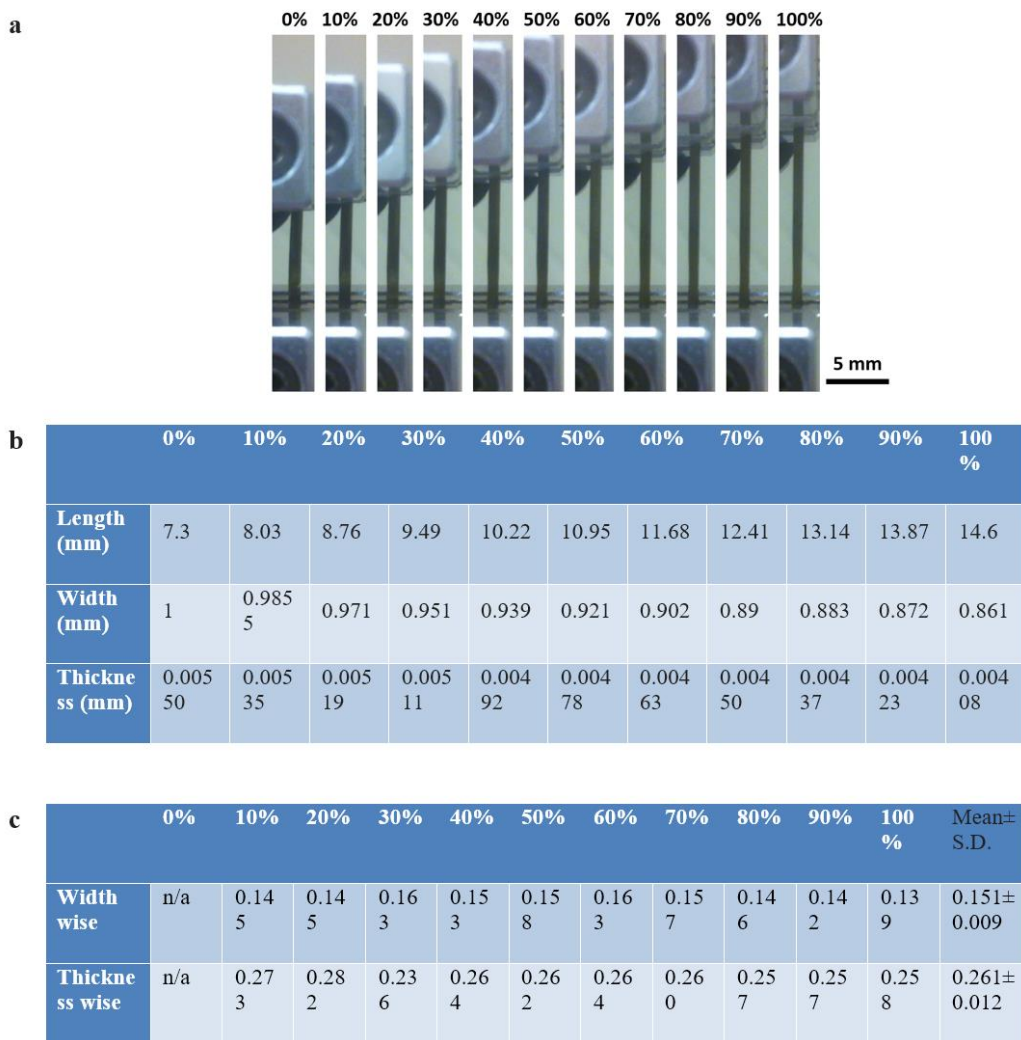 a
0% 10% 20% 30% 40% 50% 60% 70% 80% 90% 100%
5 mm
b
0% 10% 20% 30% 40% 50% 60% 70% 80% 90% 100
%
Length
(mm)
7.3 8.03 8.76 9.49 10.22 10.95 11.68 12.41 13.14 13.87 14.6
Width
(mm)
1 0.985 0.971 0.951 0.939 0.921 0.902 0.89 0.883 0.872 0.861
5
Thickne
ss (mm)
0.005 0.005 0.005 0.005 0.004 0.004 0.004 0.004 0.004 0.004 0.004
50 35 19 11 92 78 63 50 37 23 08
c
0% 10% 20% 30% 40% 50% 60% 70% 80% 90% 100 Mean±
% S.D.
Width
wise
n/a 0.14 0.14 0.16 0.15 0.15 0.16 0.15 0.14 0.14 0.13 0.151±
5 5 3 3 8 3 7 6 2 9 0.009
Thickne
ss wise
n/a 0.27 0.28 0.23 0.26 0.26 0.26 0.26 0.25 0.25 0.25 0.261±
3 2 6 4 2 4 0 7 7 8 0.012